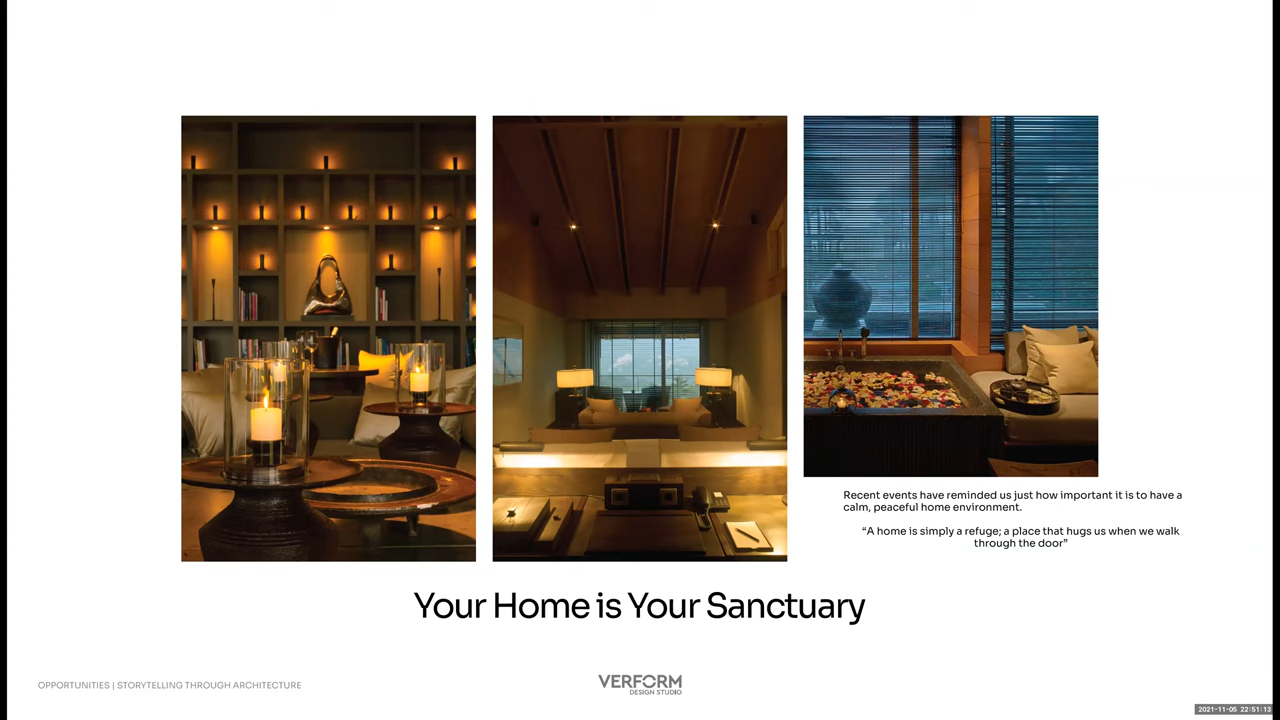 Recent events have reminded us just how important it is to have a
calm, peaceful home environment.
“A home is simply a refuge; a place that hugs us when we walk
through the door”
Your Home is Your Sanctuary
OPPORTUNITIES | STORYTELLING THROUGH ARCHITECTURE
VERFORM
DESIGN STUDIO
2021-11-05 22:51:13